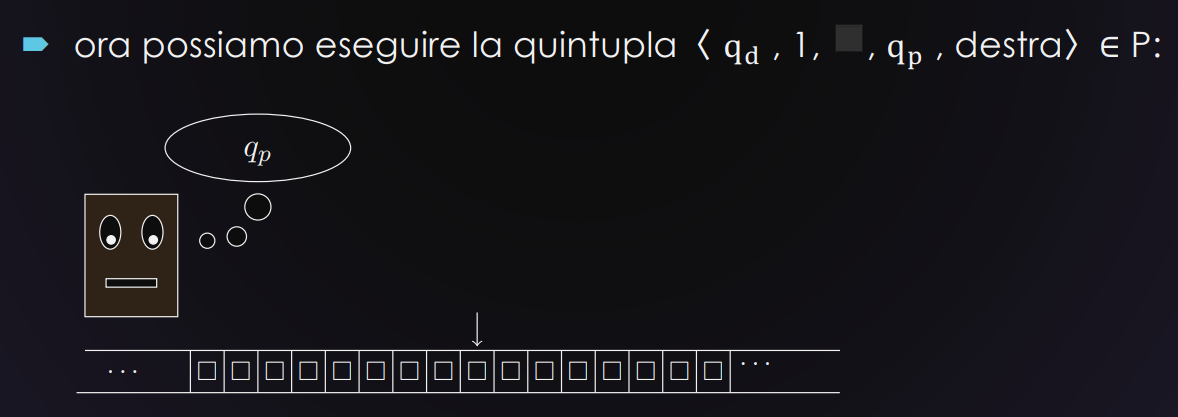 ora possiamo eseguire la quintupla 〈 q_d , 1, ■, q_p , destra〉 ∈ P:
q_p
... □ □ □ □ □ □ □ □ □ □ □ □ □ □ □ □ ...